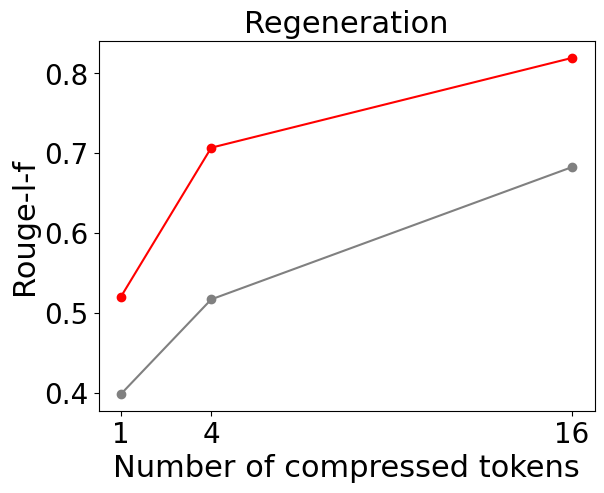 Regeneration
Rouge-l-f
0.8
0.7
0.6
0.5
0.4
1 4 16
Number of compressed tokens